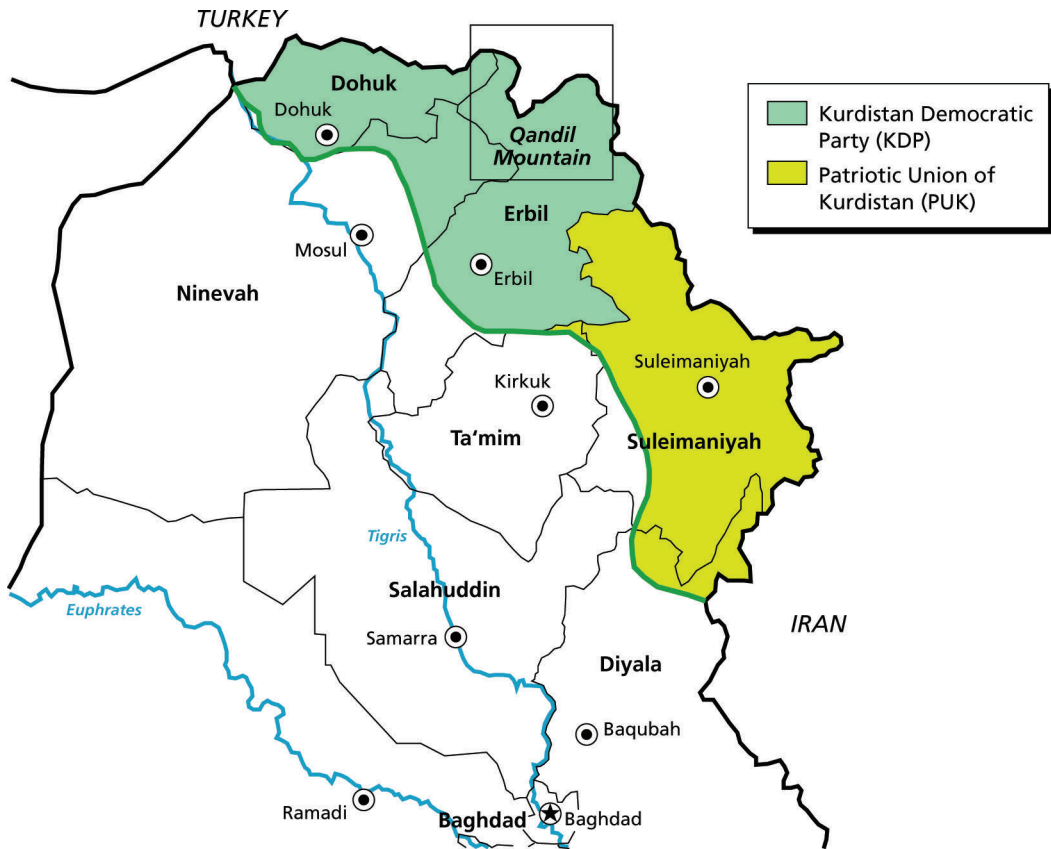 TURKEY
Dohuk
Dohuk
Qandil
Mountain
Kurdistan Democratic
Party (KDP)
Patriotic Union of
Kurdistan (PUK)
Erbil
Mosul
Erbil
Ninevah
Suleimaniyah
Kirkuk
Ta‘mim
Suleimaniyah
Tigris
Salahuddin
Euphrates
IRAN
Samarra
Diyala
Baqubah
Ramadi
Baghdad
Baghdad